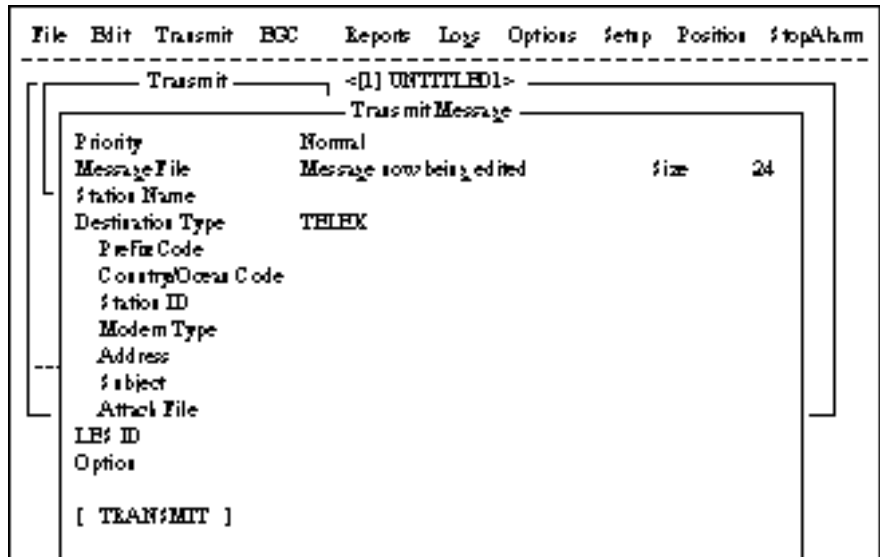 File Edit Transmit EGC Reports Logs Options Setup Position StopAlarm
Transmit <[1] UNTITLED1>
Transmit Message
Priority Normal
Message File Message now being edited Size 24
Station Name
Destination Type TELEX
Prefix Code
Country/Ocean Code
Station ID
Modem Type
Address
Subject
Attach File
LES ID
Option
[ TRANSMIT ]